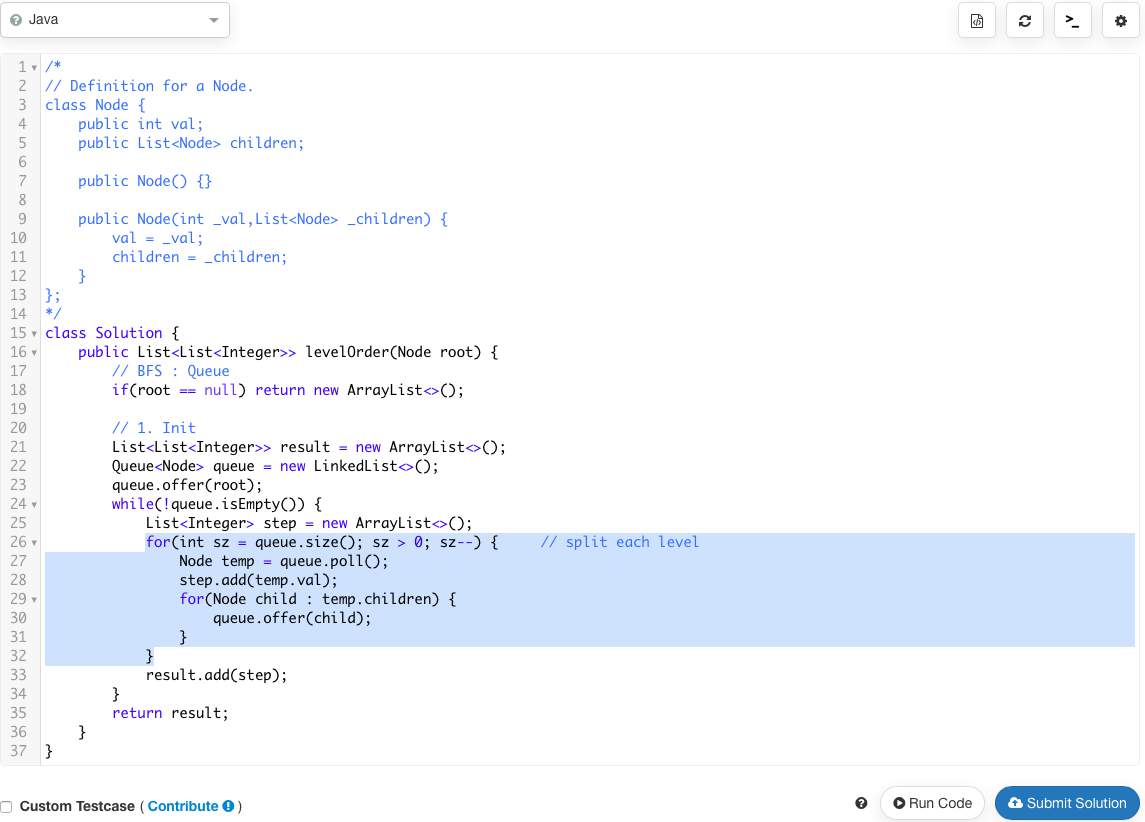 Java
1 /*
2 // Definition for a Node.
3 class Node {
4     public int val;
5     public List<Node> children;
6
7     public Node() {}
8
9     public Node(int _val,List<Node> _children) {
10         val = _val;
11         children = _children;
12     }
13 };
14 */
15 class Solution {
16     public List<List<Integer>> levelOrder(Node root) {
17         // BFS : Queue
18         if(root == null) return new ArrayList<>();
19
20         // 1. Init
21         List<List<Integer>> result = new ArrayList<>();
22         Queue<Node> queue = new LinkedList<>();
23         queue.offer(root);
24         while(!queue.isEmpty()) {
25             List<Integer> step = new ArrayList<>();
26             for(int sz = queue.size(); sz > 0; sz--) {     // split each level
27                 Node temp = queue.poll();
28                 step.add(temp.val);
29                 for(Node child : temp.children) {
30                     queue.offer(child);
31                 }
32             }
33             result.add(step);
34         }
35         return result;
36     }
37 }
Custom Testcase ( Contribute )
Run Code
Submit Solution